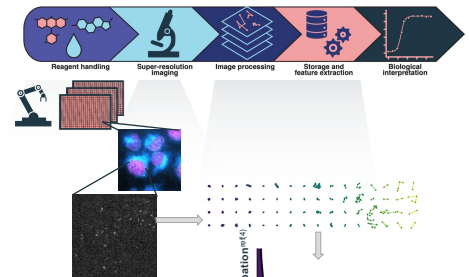 Reagent handling
Super-resolution
imaging
Image processing
Storage and
feature extraction
Biological
interpretation